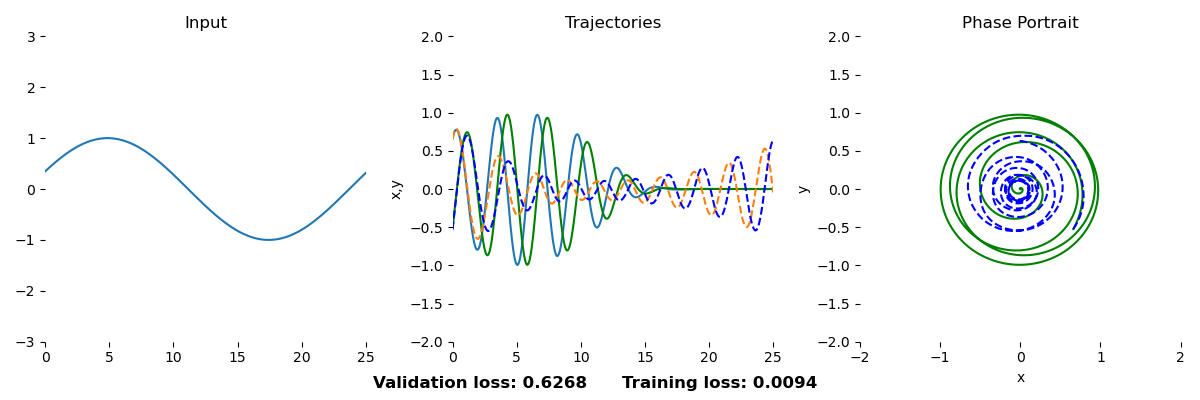 Input
3
2
1
0
−1
−2
−3
0 5 10 15 20 25
Trajectories
x,y
2.0
1.5
1.0
0.5
0.0
−0.5
−1.0
−1.5
−2.0
0 5 10 15 20 25
Phase Portrait
y
2.0
1.5
1.0
0.5
0.0
−0.5
−1.0
−1.5
−2.0
−2 −1 0 1 2
x
Validation loss: 0.6268 Training loss: 0.0094